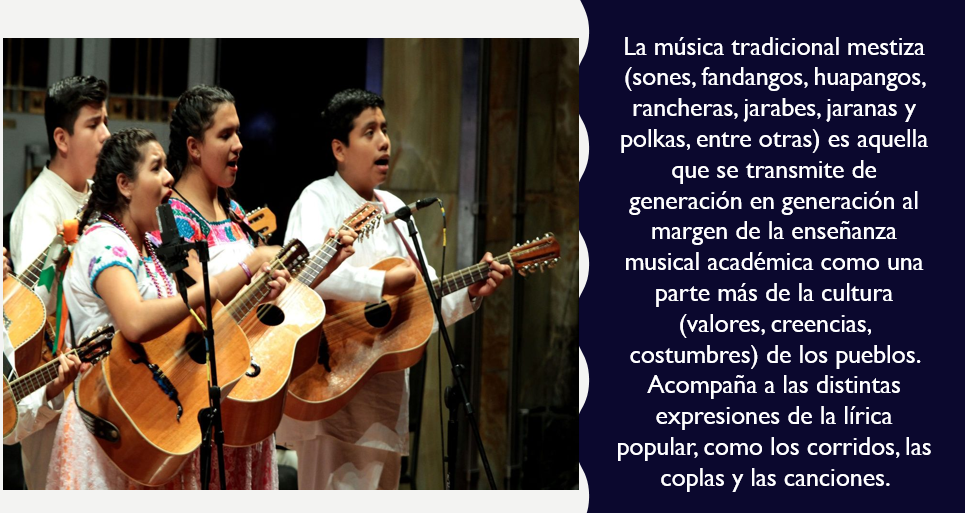 La música tradicional mestiza
(sones, fandangos, huapangos,
rancheras, jarabes, jaranas y
polkas, entre otras) es aquella
que se transmite de
generación en generación al
margen de la enseñanza
musical académica como una
parte más de la cultura
(valores, creencias,
costumbres) de los pueblos.
Acompaña a las distintas
expresiones de la lírica
popular, como los corridos, las
coplas y las canciones.